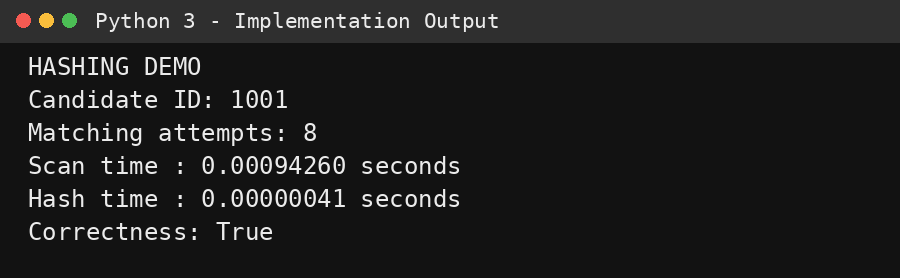 Python 3 - Implementation Output
HASHING DEMO
Candidate ID: 1001
Matching attempts: 8
Scan time : 0.00094260 seconds
Hash time : 0.00000041 seconds
Correctness: True